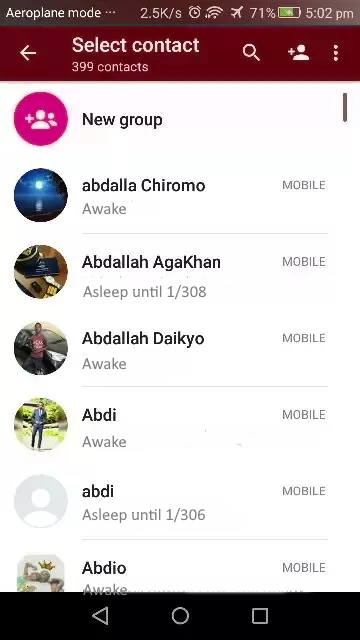 Aeroplane mode ··· 2.5K/s 71% 5:02 pm
Select contact
399 contacts
New group
abdalla Chiromo MOBILE
Awake
Abdallah AgaKhan MOBILE
Asleep until 1/308
Abdallah Daikyo MOBILE
Awake
Abdi MOBILE
Awake
abdi MOBILE
Asleep until 1/306
Abdio MOBILE
Awake